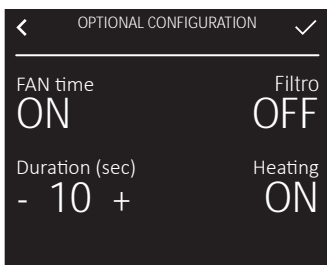 OPTIONAL CONFIGURATION
FAN time Filtro
ON OFF
Duration (sec) Heating
- 10 + ON